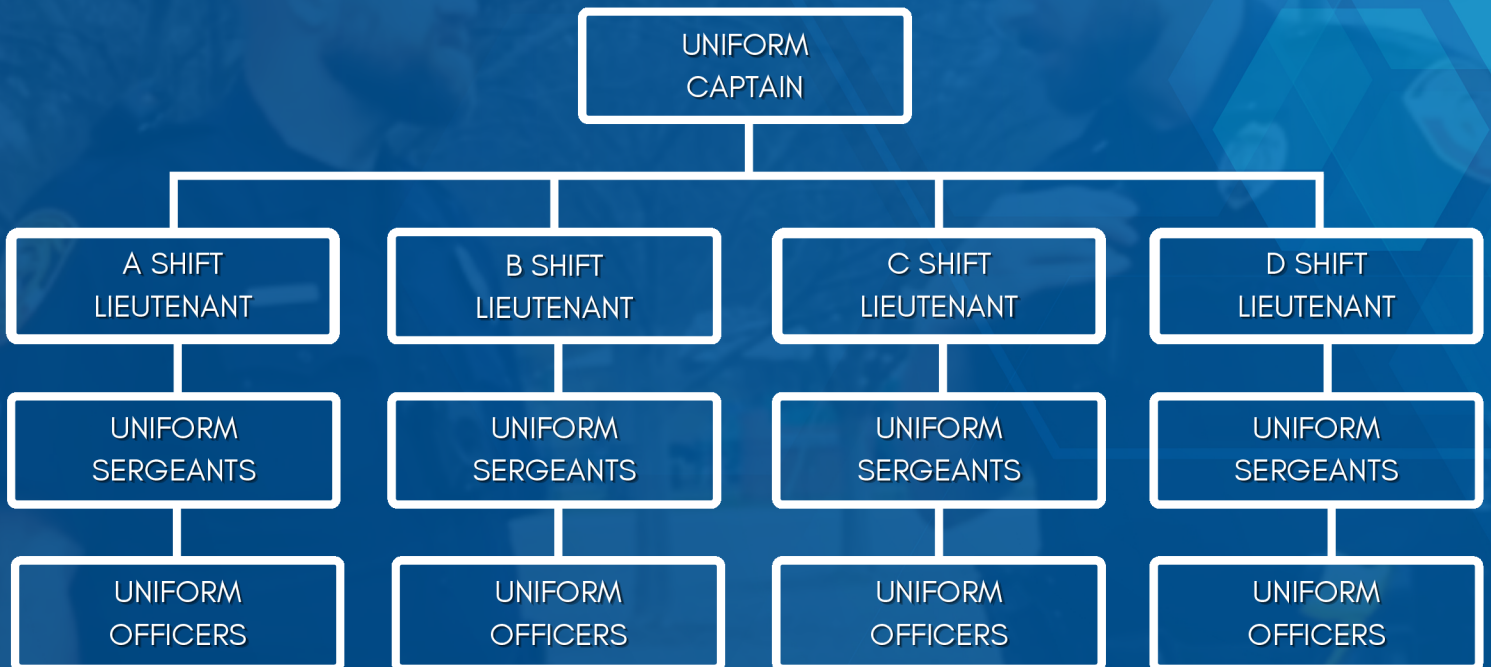 UNIFORM
CAPTAIN
A SHIFT
LIEUTENANT
B SHIFT
LIEUTENANT
C SHIFT
LIEUTENANT
D SHIFT
LIEUTENANT
UNIFORM
SERGEANTS
UNIFORM
SERGEANTS
UNIFORM
SERGEANTS
UNIFORM
SERGEANTS
UNIFORM
OFFICERS
UNIFORM
OFFICERS
UNIFORM
OFFICERS
UNIFORM
OFFICERS